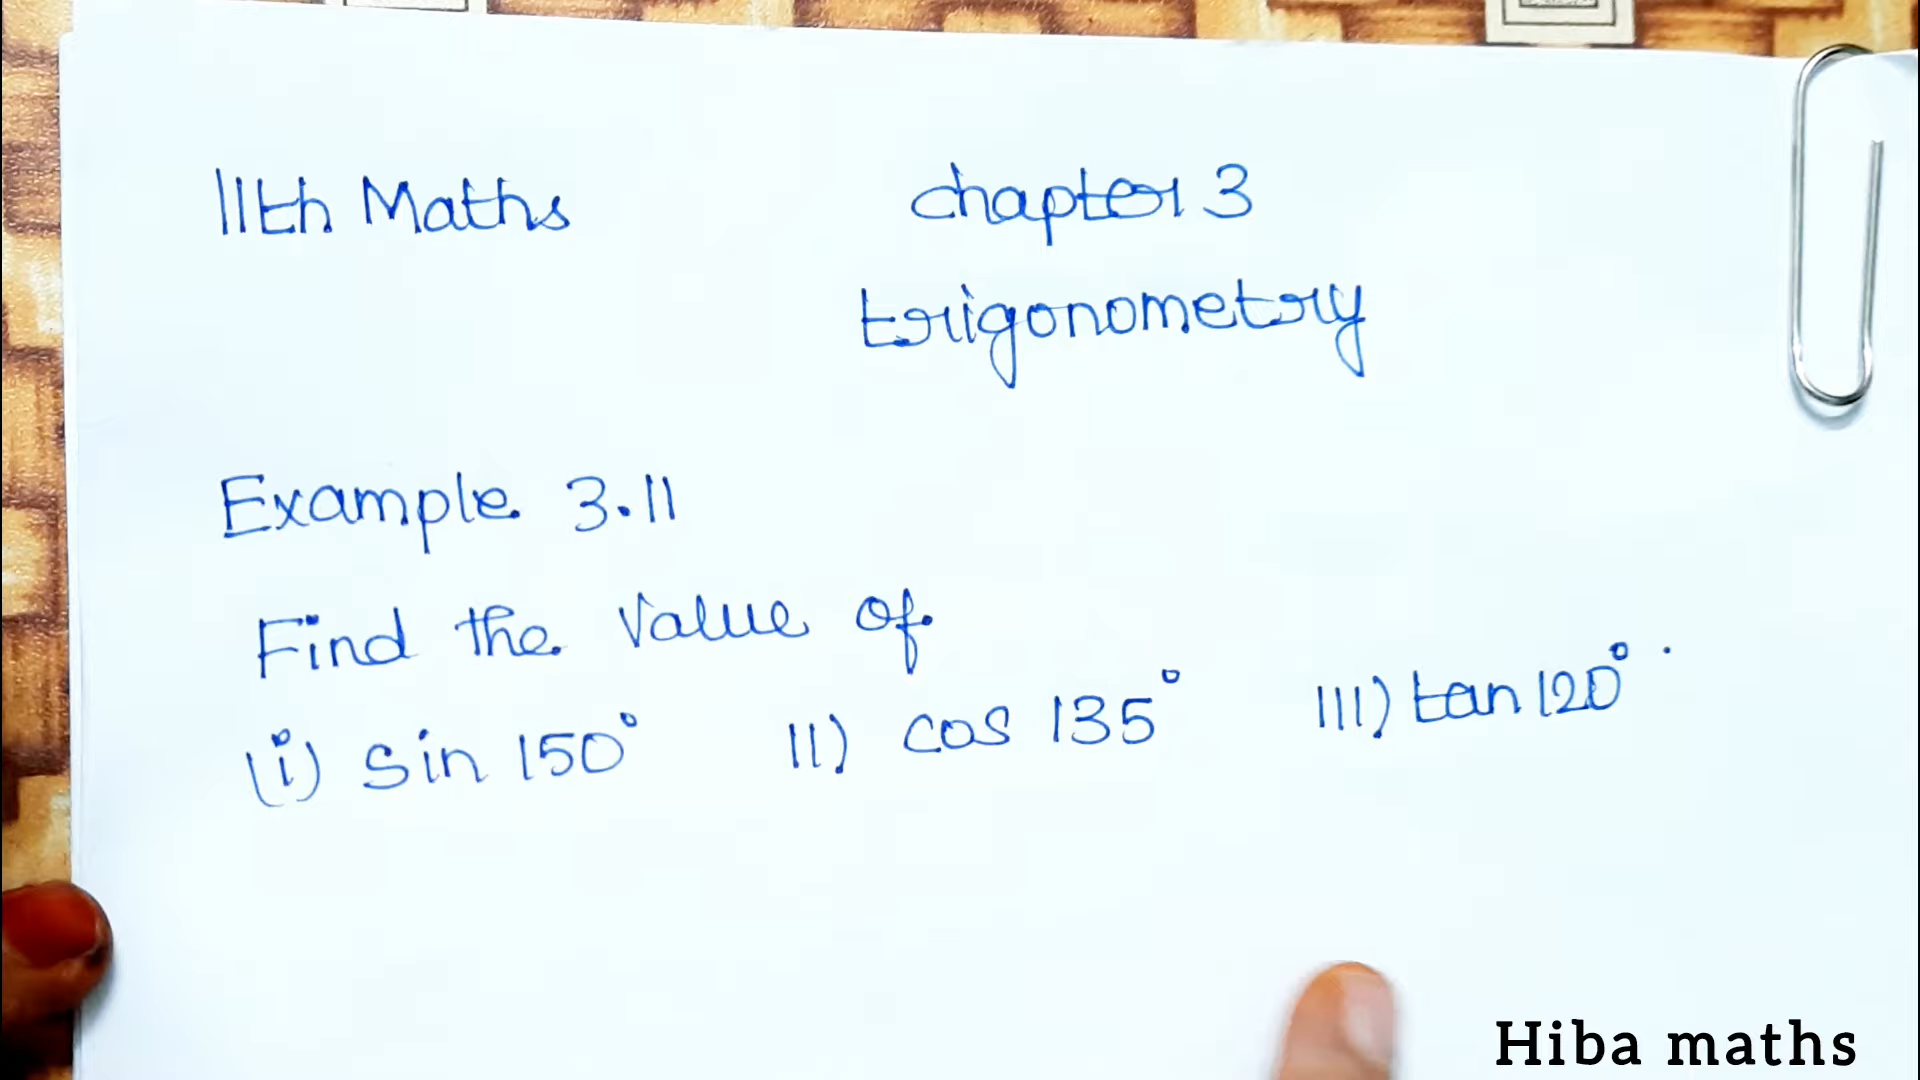 11th Maths
chapter 3
trigonometry
Example 3.11
Find the value of
(i) sin 150° II) cos 135° III) tan 120°.
Hiba maths